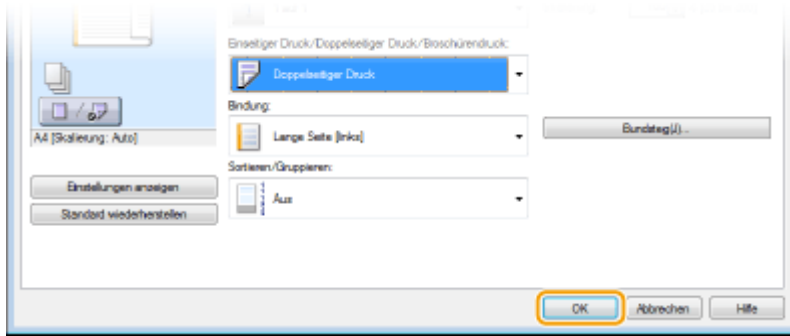 Einseitiger Druck/Doppelseitiger Druck/Broschürendruck:
Doppelseitiger Druck
Bindung:
A4 [Skalierung: Auto]
Lange Seite [links]
Bundsteg(J)...
Sortieren/Gruppieren:
Einstellungen anzeigen
Aus
Standard wiederherstellen
OK
Abbrechen
Hilfe